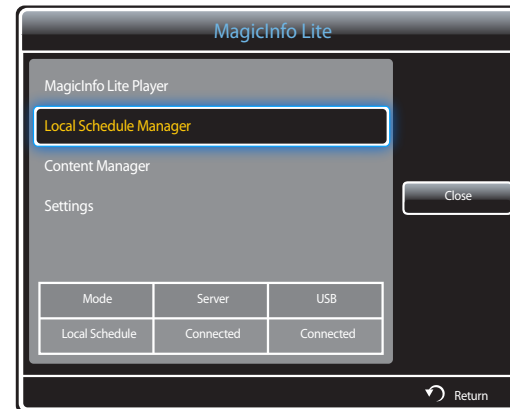 MagicInfo Lite
MagicInfo Lite Player
Local Schedule Manager
Content Manager
Settings
Close
Mode Server USB
Local Schedule Connected Connected
Return